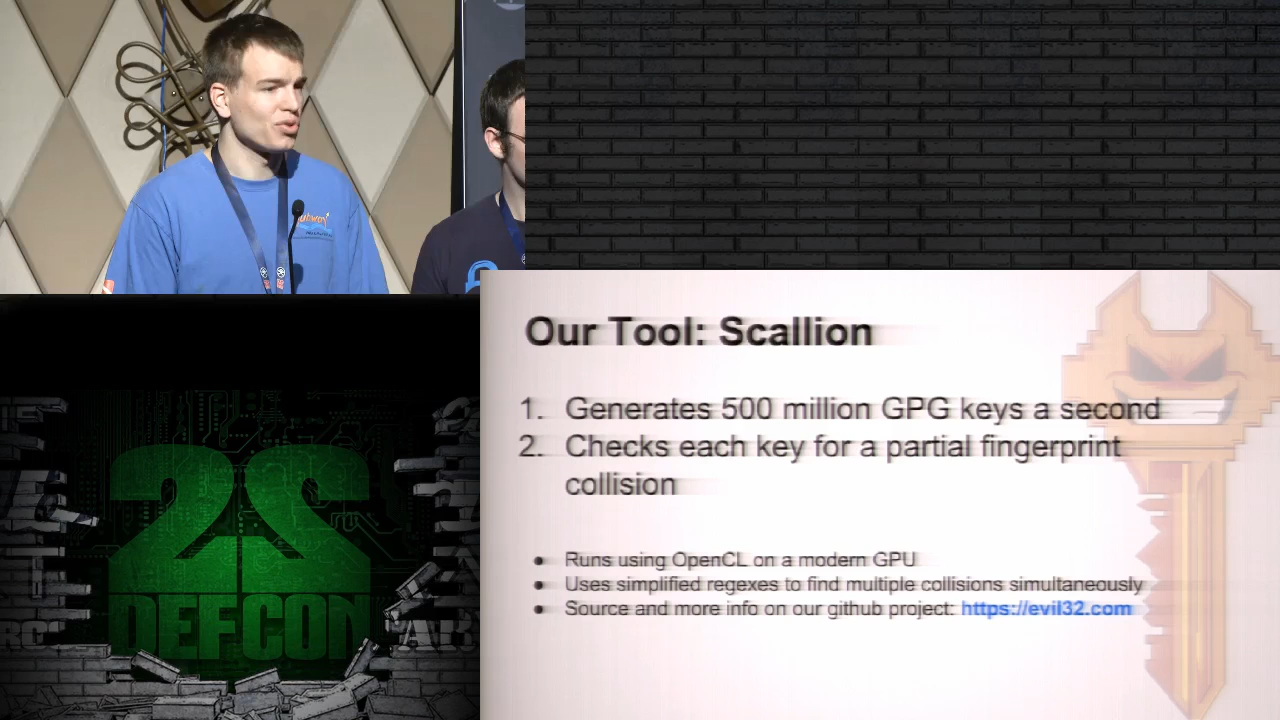 Our Tool: Scallion
1. Generates 500 million GPG keys a second
2. Checks each key for a partial fingerprint
collision
• Runs using OpenCL on a modern GPU
• Uses simplified regexes to find multiple collisions simultaneously
• Source and more info on our github project: https://evil32.com
22
DEFCON